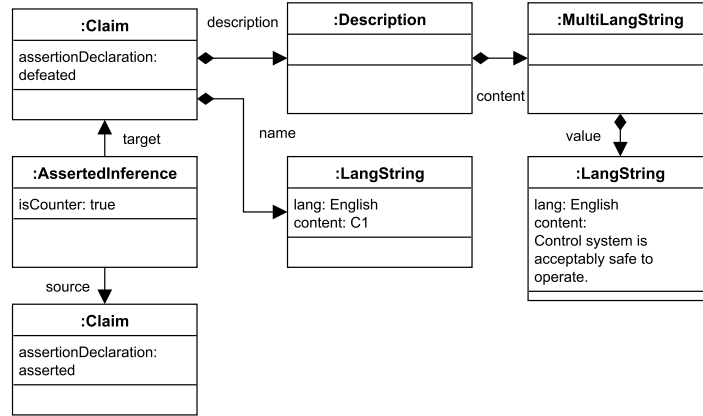 :Claim
assertionDeclaration:
defeated
description
:Description
content
:MultiLangString
value
target
name
:AssertedInference
isCounter: true
:LangString
lang: English
content: C1
:LangString
lang: English
content:
Control system is
acceptably safe to
operate.
source
:Claim
assertionDeclaration:
asserted